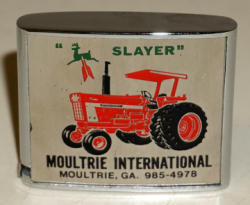 " SLAYER"
MOULTRIE INTERNATIONAL
MOULTRIE, GA. 985-4978